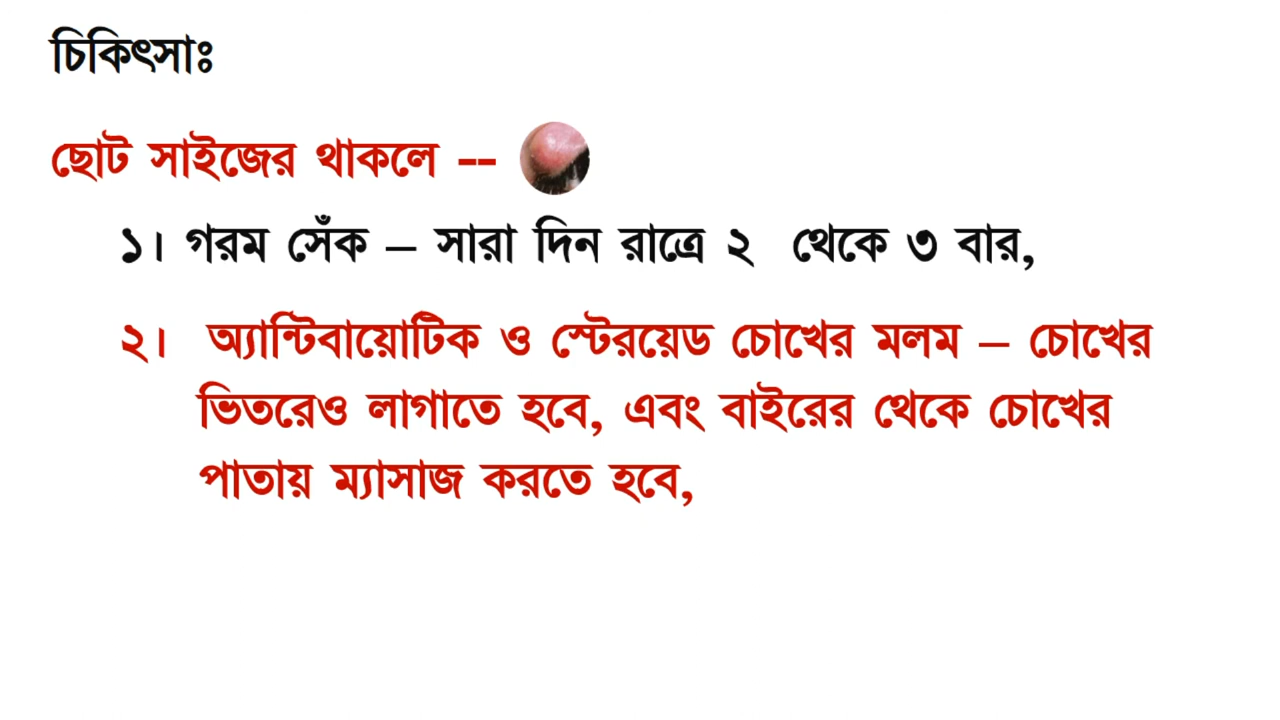 চিকিৎসাঃ
ছোট সাইজের থাকলে --
১। গরম সেঁক – সারা দিন রাত্রে ২ থেকে ৩ বার,
২। অ্যান্টিবায়োটিক ও স্টেরয়েড চোখের মলম – চোখের
ভিতরেও লাগাতে হবে, এবং বাইরের থেকে চোখের
পাতায় ম্যাসাজ করতে হবে,